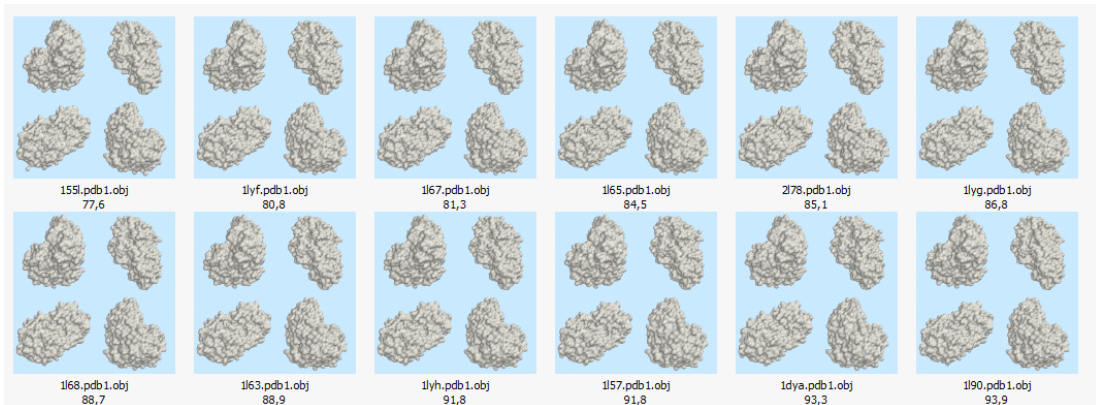 155l.pdb1.obj 1lyf.pdb1.obj 1l67.pdb1.obj 1l65.pdb1.obj 2l78.pdb1.obj 1lyg.pdb1.obj
77,6 80,8 81,3 84,5 85,1 86,8
1l68.pdb1.obj 1l63.pdb1.obj 1lyh.pdb1.obj 1l57.pdb1.obj 1dya.pdb1.obj 1l90.pdb1.obj
88,7 88,9 91,8 91,8 93,3 93,9